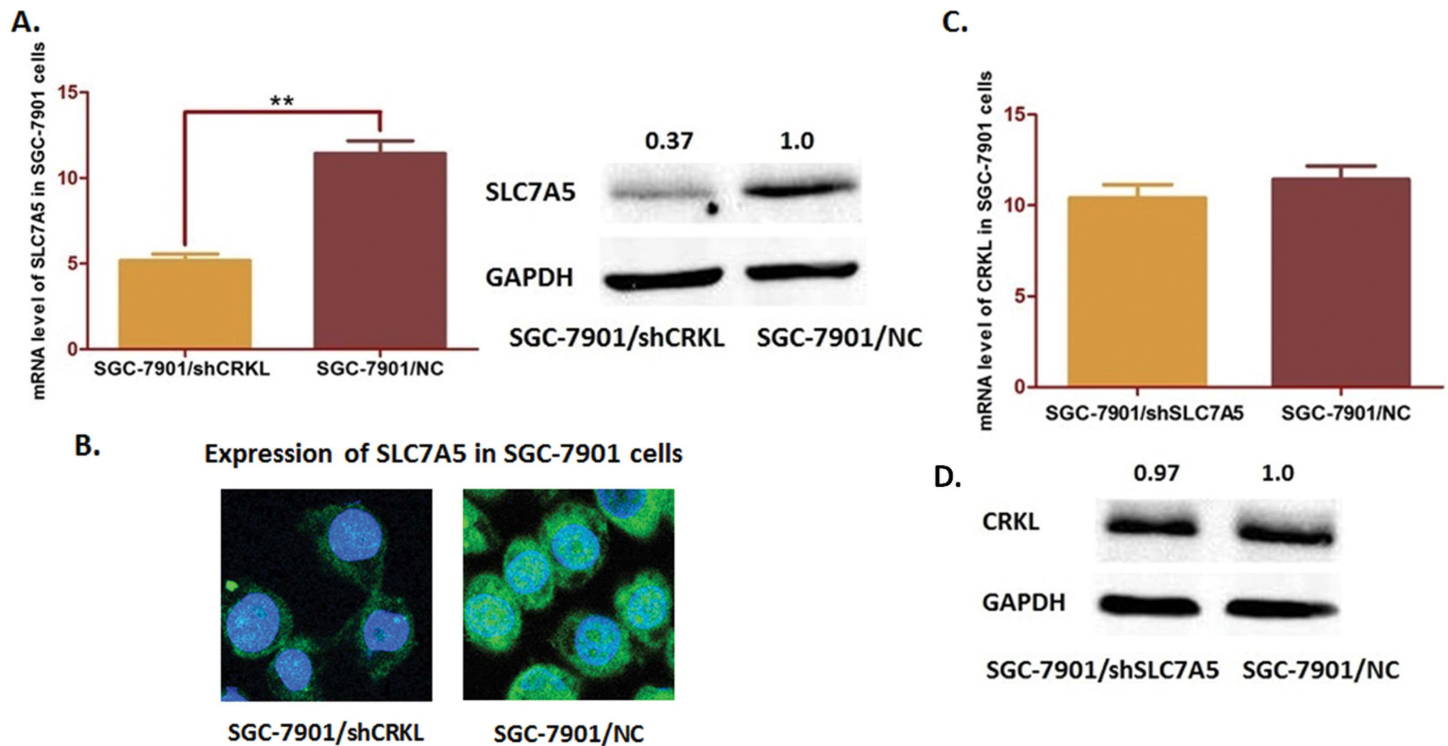 A.
mRNA level of SLC7A5 in SGC-7901 cells
15
10
5
0
**
SGC-7901/shCRKL
SGC-7901/NC
0.37 1.0
SLC7A5
GAPDH
SGC-7901/shCRKL SGC-7901/NC
B.
Expression of SLC7A5 in SGC-7901 cells
SGC-7901/shCRKL SGC-7901/NC
C.
mRNA level of CRKL in SGC-7901 cells
15
10
5
0
SGC-7901/shSLC7A5 SGC-7901/NC
D.
0.97 1.0
CRKL
GAPDH
SGC-7901/shSLC7A5 SGC-7901/NC